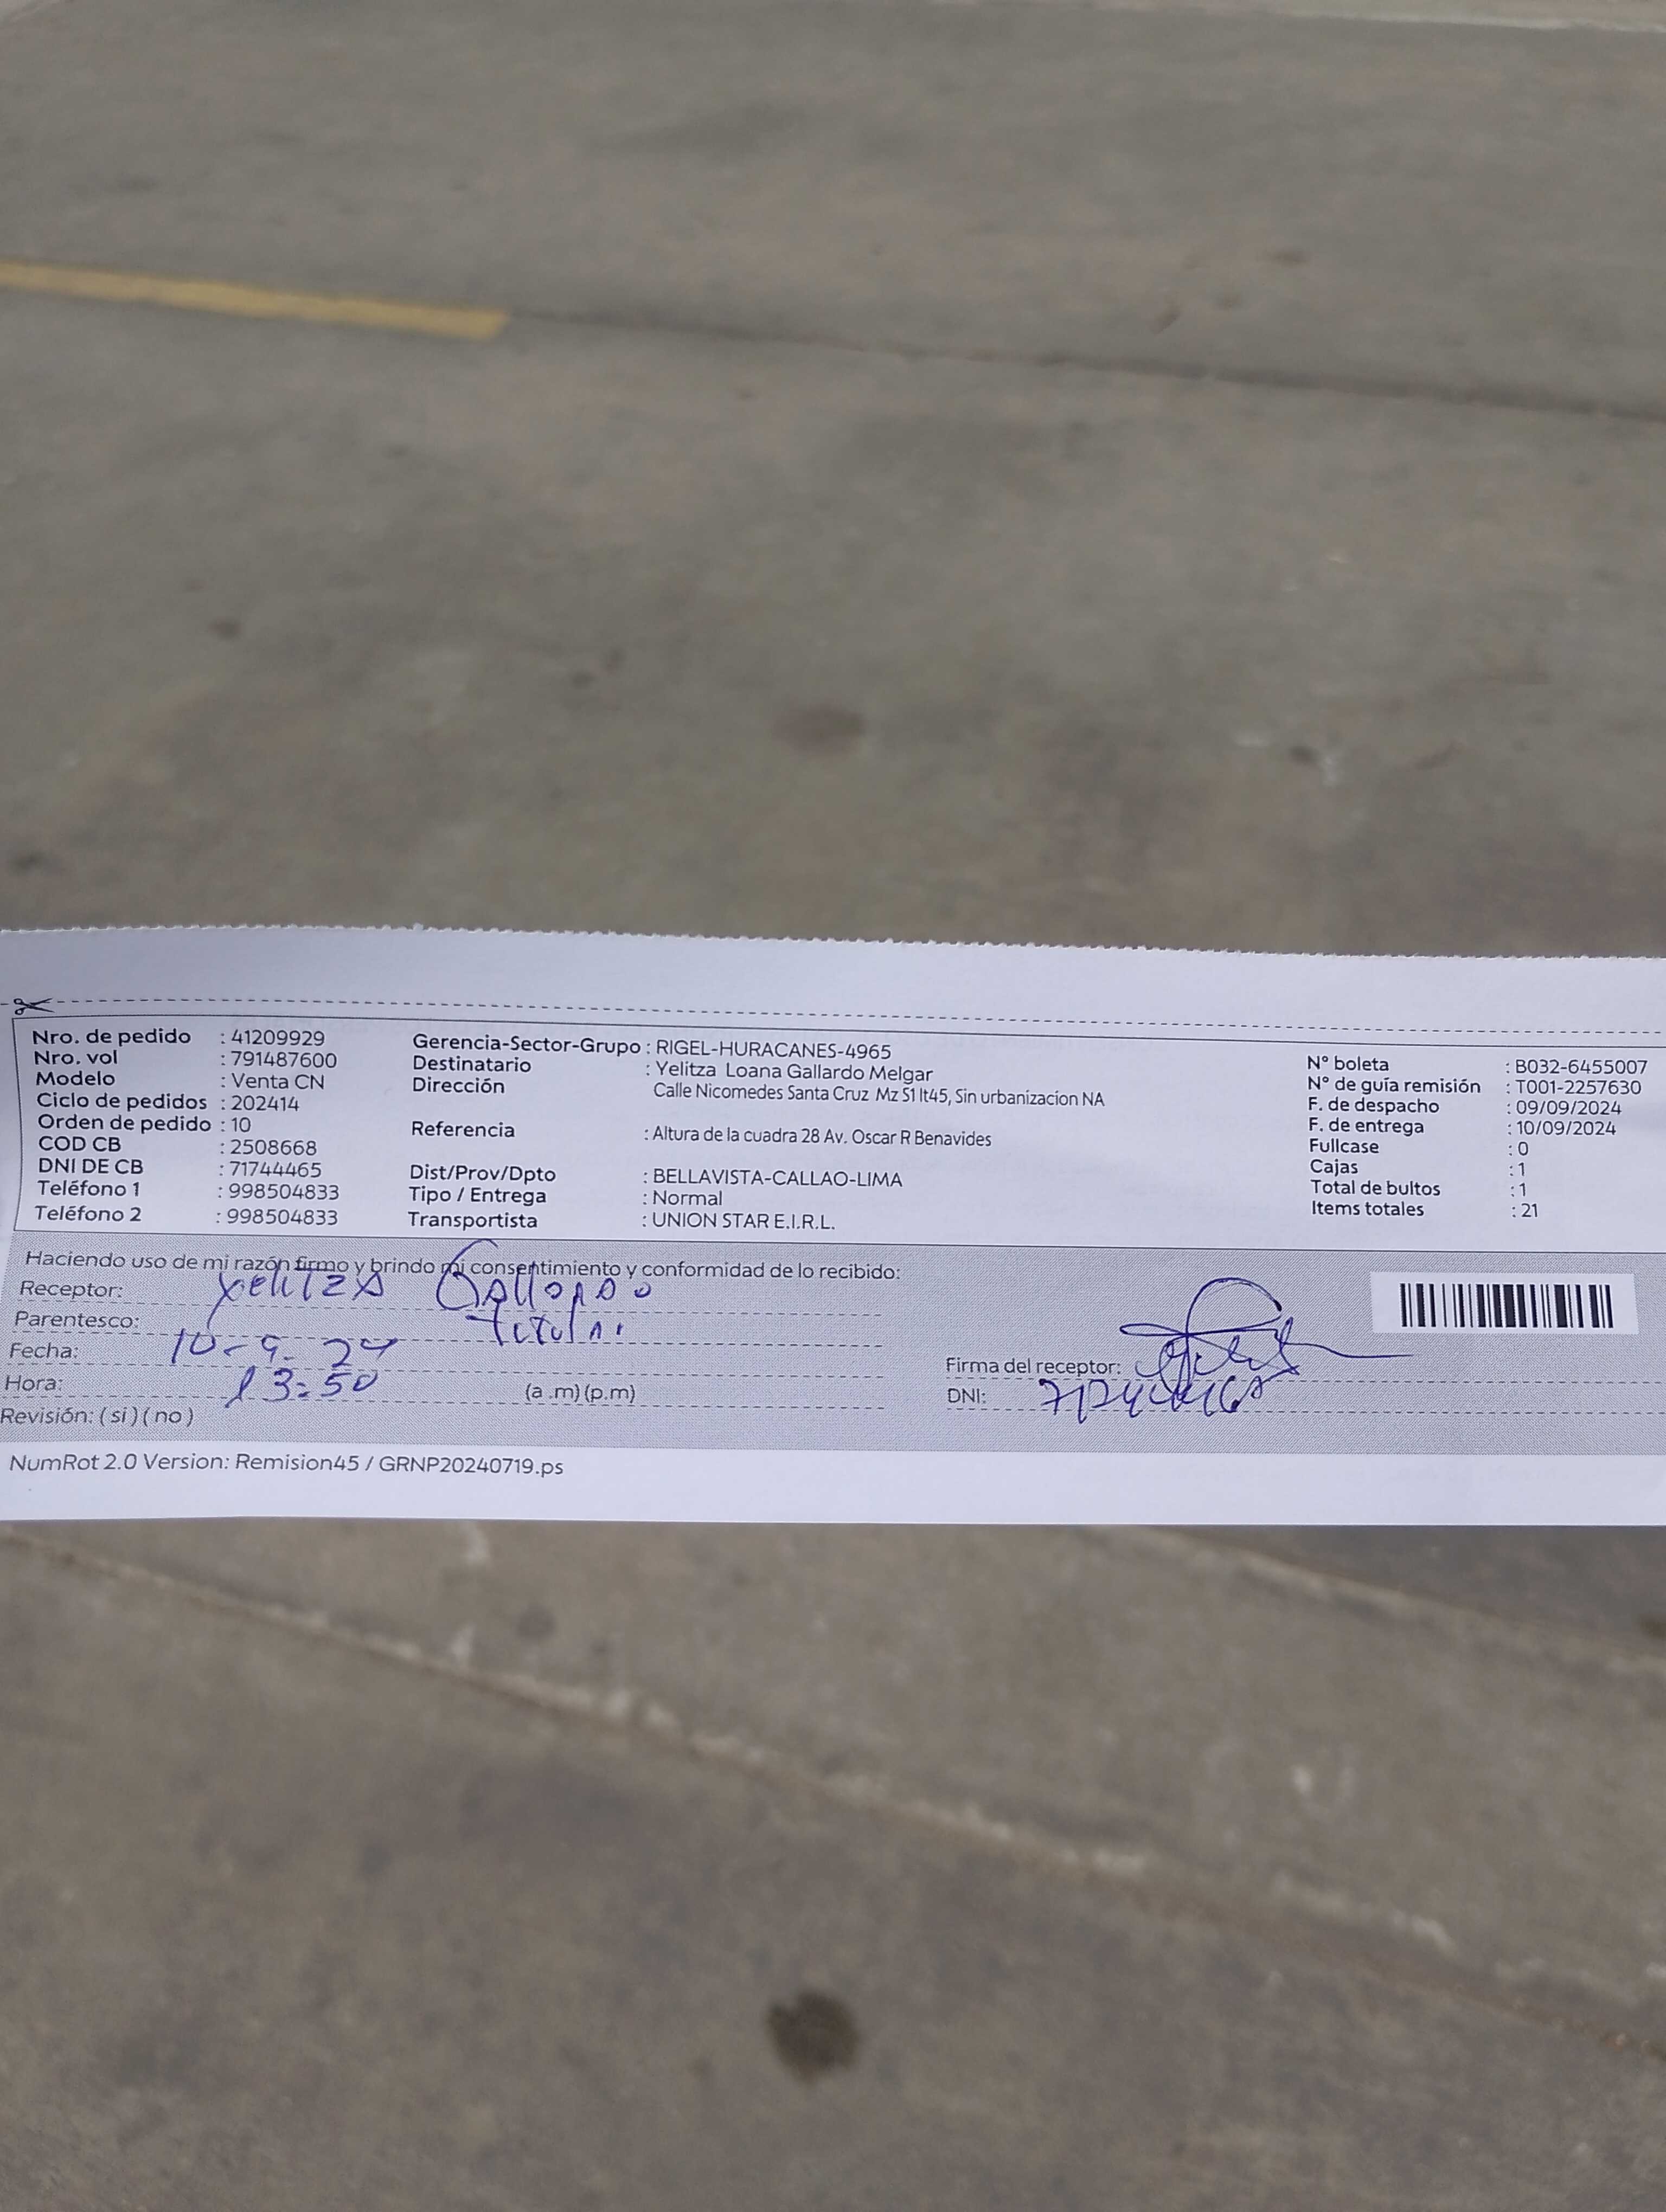 Nro. de pedido : 41209929
Nro. vol : 791487600
Modelo : Venta CN
Ciclo de pedidos : 202414
Orden de pedido : 10
COD CB : 2508668
DNI DE CB : 71744465
Teléfono 1 : 998504833
Teléfono 2 : 998504833
Gerencia-Sector-Grupo : RIGEL-HURACANES-4965
Destinatario : Yelitza Loana Gallardo Melgar
Dirección Calle Nicomedes Santa Cruz Mz S1 lt45, Sin urbanizacion NA
Referencia : Altura de la cuadra 28 Av. Oscar R Benavides
Dist/Prov/Dpto : BELLAVISTA-CALLAO-LIMA
Tipo / Entrega : Normal
Transportista : UNION STAR E.I.R.L.
N° boleta : B032-6455007
N° de guía remisión : T001-2257630
F. de despacho : 09/09/2024
F. de entrega : 10/09/2024
Fullcase : 0
Cajas : 1
Total de bultos : 1
Items totales : 21
Haciendo uso de mi razón firmo y brindo mi consentimiento y conformidad de lo recibido:
Receptor: Yelitza Gallardo
Parentesco: titular
Fecha: 10-9-24
Hora: 13:50 (a .m) (p.m)
Revisión: ( si ) ( no )
Firma del receptor:
DNI:
NumRot 2.0 Version: Remision45 / GRNP20240719.ps